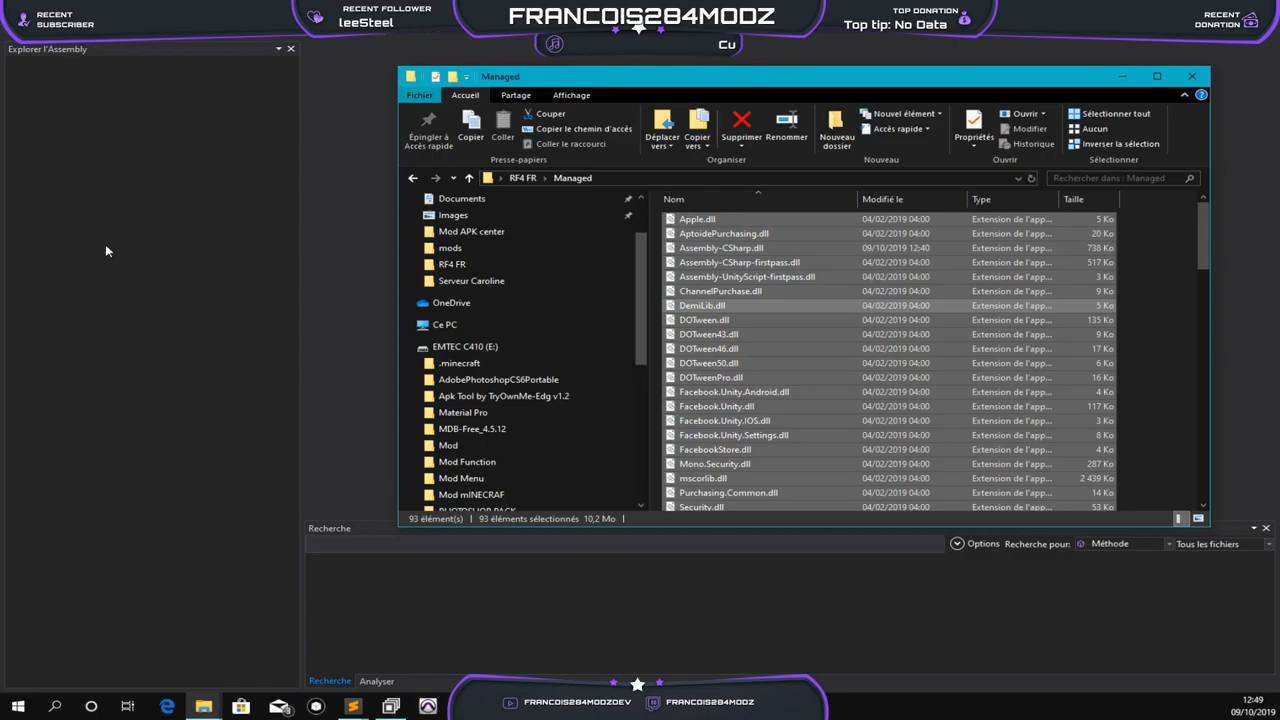 RECENT
SUBSCRIBER
RECENT FOLLOWER
leeSteel
FRANCOIS284MODZ
TOP DONATION
Top tip: No Data
RECENT
DONATION
Cu
Explorer l'Assembly
Managed
Fichier
Accueil
Partage
Affichage
Épingler à
Accès rapide
Copier
Coller
Couper
Copier le chemin d'accès
Coller le raccourci
Presse-papiers
Déplacer
vers
Copier
vers
Supprimer
Renommer
Organiser
Nouveau
dossier
Nouvel élément
Accès rapide
Nouveau
Propriétés
Ouvrir
Modifier
Historique
Ouvrir
Sélectionner tout
Aucun
Inverser la sélection
Sélectionner
RF4 FR
Managed
Rechercher dans : Managed
Documents
Images
Mod APK center
mods
RF4 FR
Serveur Caroline
OneDrive
Ce PC
EMTEC C410 (E:)
.minecraft
AdobePhotoshopCS6Portable
Apk Tool by TryOwnMe-Edg v1.2
Material Pro
MDB-Free_4.5.12
Mod
Mod Function
Mod Menu
Mod mINECRAF
PHOTOSHOP PACK
Nom Modifié le Type Taille
Apple.dll 04/02/2019 04:00 Extension de l'app... 5 Ko
AptoidePurchasing.dll 04/02/2019 04:00 Extension de l'app... 20 Ko
Assembly-CSharp.dll 09/10/2019 12:40 Extension de l'app... 738 Ko
Assembly-CSharp-firstpass.dll 04/02/2019 04:00 Extension de l'app... 517 Ko
Assembly-UnityScript-firstpass.dll 04/02/2019 04:00 Extension de l'app... 3 Ko
ChannelPurchase.dll 04/02/2019 04:00 Extension de l'app... 9 Ko
DemiLib.dll 04/02/2019 04:00 Extension de l'app... 5 Ko
DOTween.dll 04/02/2019 04:00 Extension de l'app... 135 Ko
DOTween43.dll 04/02/2019 04:00 Extension de l'app... 9 Ko
DOTween46.dll 04/02/2019 04:00 Extension de l'app... 17 Ko
DOTween50.dll 04/02/2019 04:00 Extension de l'app... 6 Ko
DOTweenPro.dll 04/02/2019 04:00 Extension de l'app... 16 Ko
Facebook.Unity.Android.dll 04/02/2019 04:00 Extension de l'app... 4 Ko
Facebook.Unity.dll 04/02/2019 04:00 Extension de l'app... 117 Ko
Facebook.Unity.IOS.dll 04/02/2019 04:00 Extension de l'app... 3 Ko
Facebook.Unity.Settings.dll 04/02/2019 04:00 Extension de l'app... 8 Ko
FacebookStore.dll 04/02/2019 04:00 Extension de l'app... 4 Ko
Mono.Security.dll 04/02/2019 04:00 Extension de l'app... 287 Ko
mscorlib.dll 04/02/2019 04:00 Extension de l'app... 2 439 Ko
Purchasing.Common.dll 04/02/2019 04:00 Extension de l'app... 14 Ko
Security.dll 04/02/2019 04:00 Extension de l'app... 53 Ko
93 élément(s) 93 éléments sélectionnés 10,2 Mo
Recherche
Options Recherche pour: Méthode Tous les fichiers
Recherche Analyser
FRANCOIS284MODZDEV
FRANCOIS284MODZ
12:49
09/10/2019